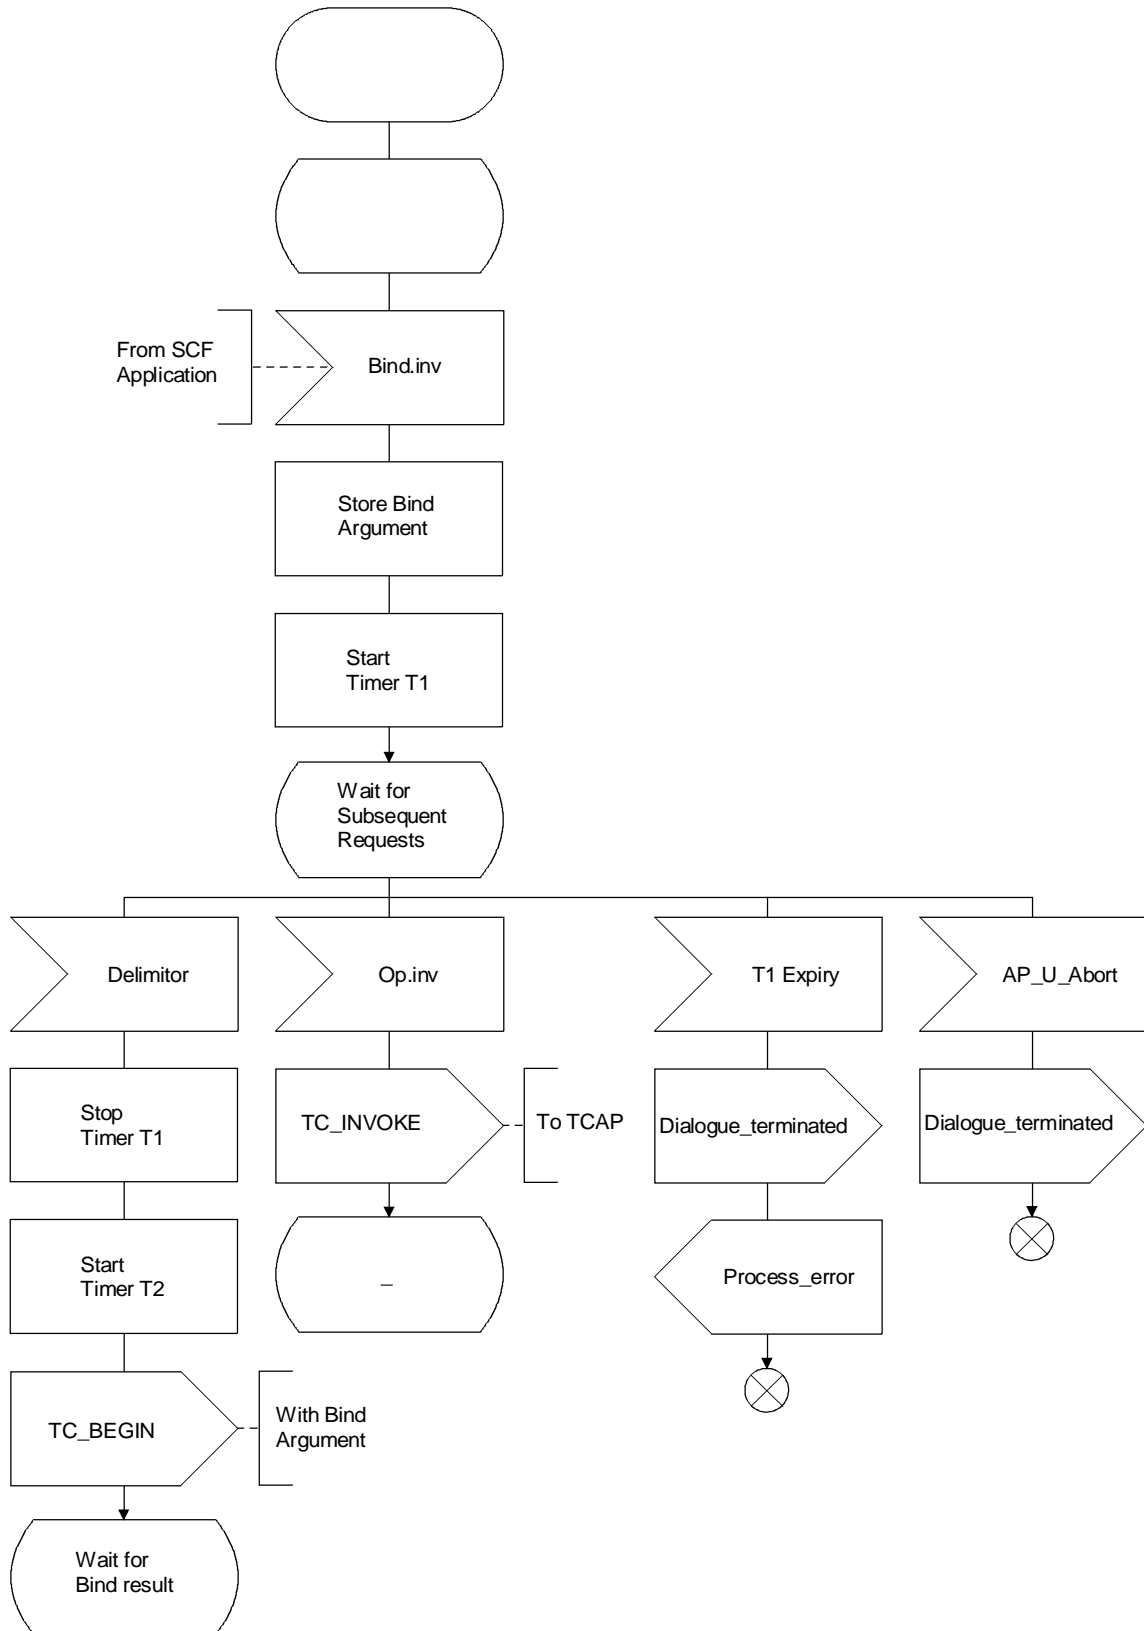 From SCF
Application
Bind.inv
Store Bind
Argument
Start
Timer T1
Wait for
Subsequent
Requests
Delimitor
Op.inv
T1 Expiry
AP_U_Abort
Stop
Timer T1
TC_INVOKE
To TCAP
Dialogue_terminated
Dialogue_terminated
Start
Timer T2
_
Process_error
TC_BEGIN
With Bind
Argument
Wait for
Bind result